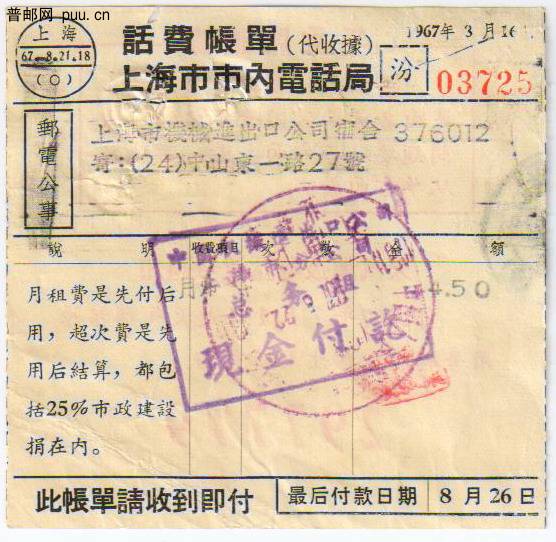 普邮网 puu.cn
上海
67.-8.21.18
(0)
話費帳單(代收據)
1967年8月16
上海市市內電話局
汾
03725
郵電公事
上海市機械進出口公司宿舍 376012
寄:(24)中山東一路27號
說明 收費項目 次數 金額
月租 4.50
月租費是先付后
用,超次費是先
用后結算,都包
括25%市政建設
捐在內。
現金付訖
此帳單請收到即付
最后付款日期 8月26日